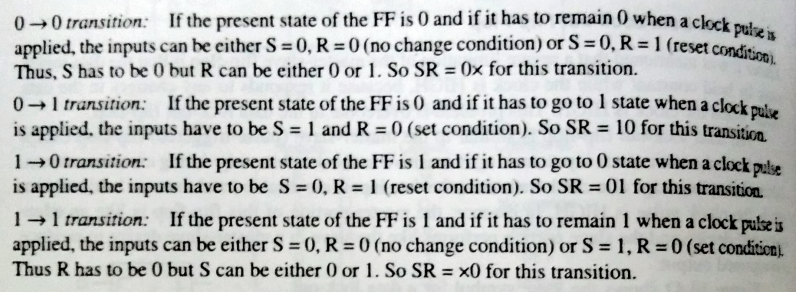 0 → 0 transition: If the present state of the FF is 0 and if it has to remain 0 when a clock pulse is
applied, the inputs can be either S = 0, R = 0 (no change condition) or S = 0, R = 1 (reset condition).
Thus, S has to be 0 but R can be either 0 or 1. So SR = 0x for this transition.
0 → 1 transition: If the present state of the FF is 0 and if it has to go to 1 state when a clock pulse
is applied, the inputs have to be S = 1 and R = 0 (set condition). So SR = 10 for this transition.
1 → 0 transition: If the present state of the FF is 1 and if it has to go to 0 state when a clock pulse
is applied, the inputs have to be S = 0, R = 1 (reset condition). So SR = 01 for this transition.
1 → 1 transition: If the present state of the FF is 1 and if it has to remain 1 when a clock pulse is
applied, the inputs can be either S = 0, R = 0 (no change condition) or S = 1, R = 0 (set condition).
Thus R has to be 0 but S can be either 0 or 1. So SR = x0 for this transition.